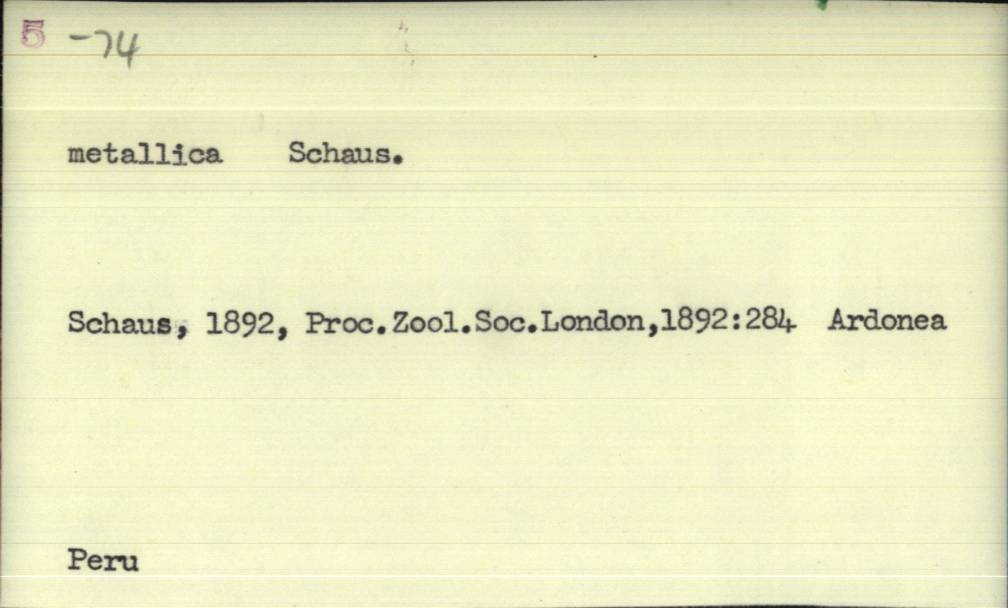 5 -74
metallica Schaus.
Schaus, 1892, Proc.Zool.Soc.London,1892:284 Ardonea
Peru